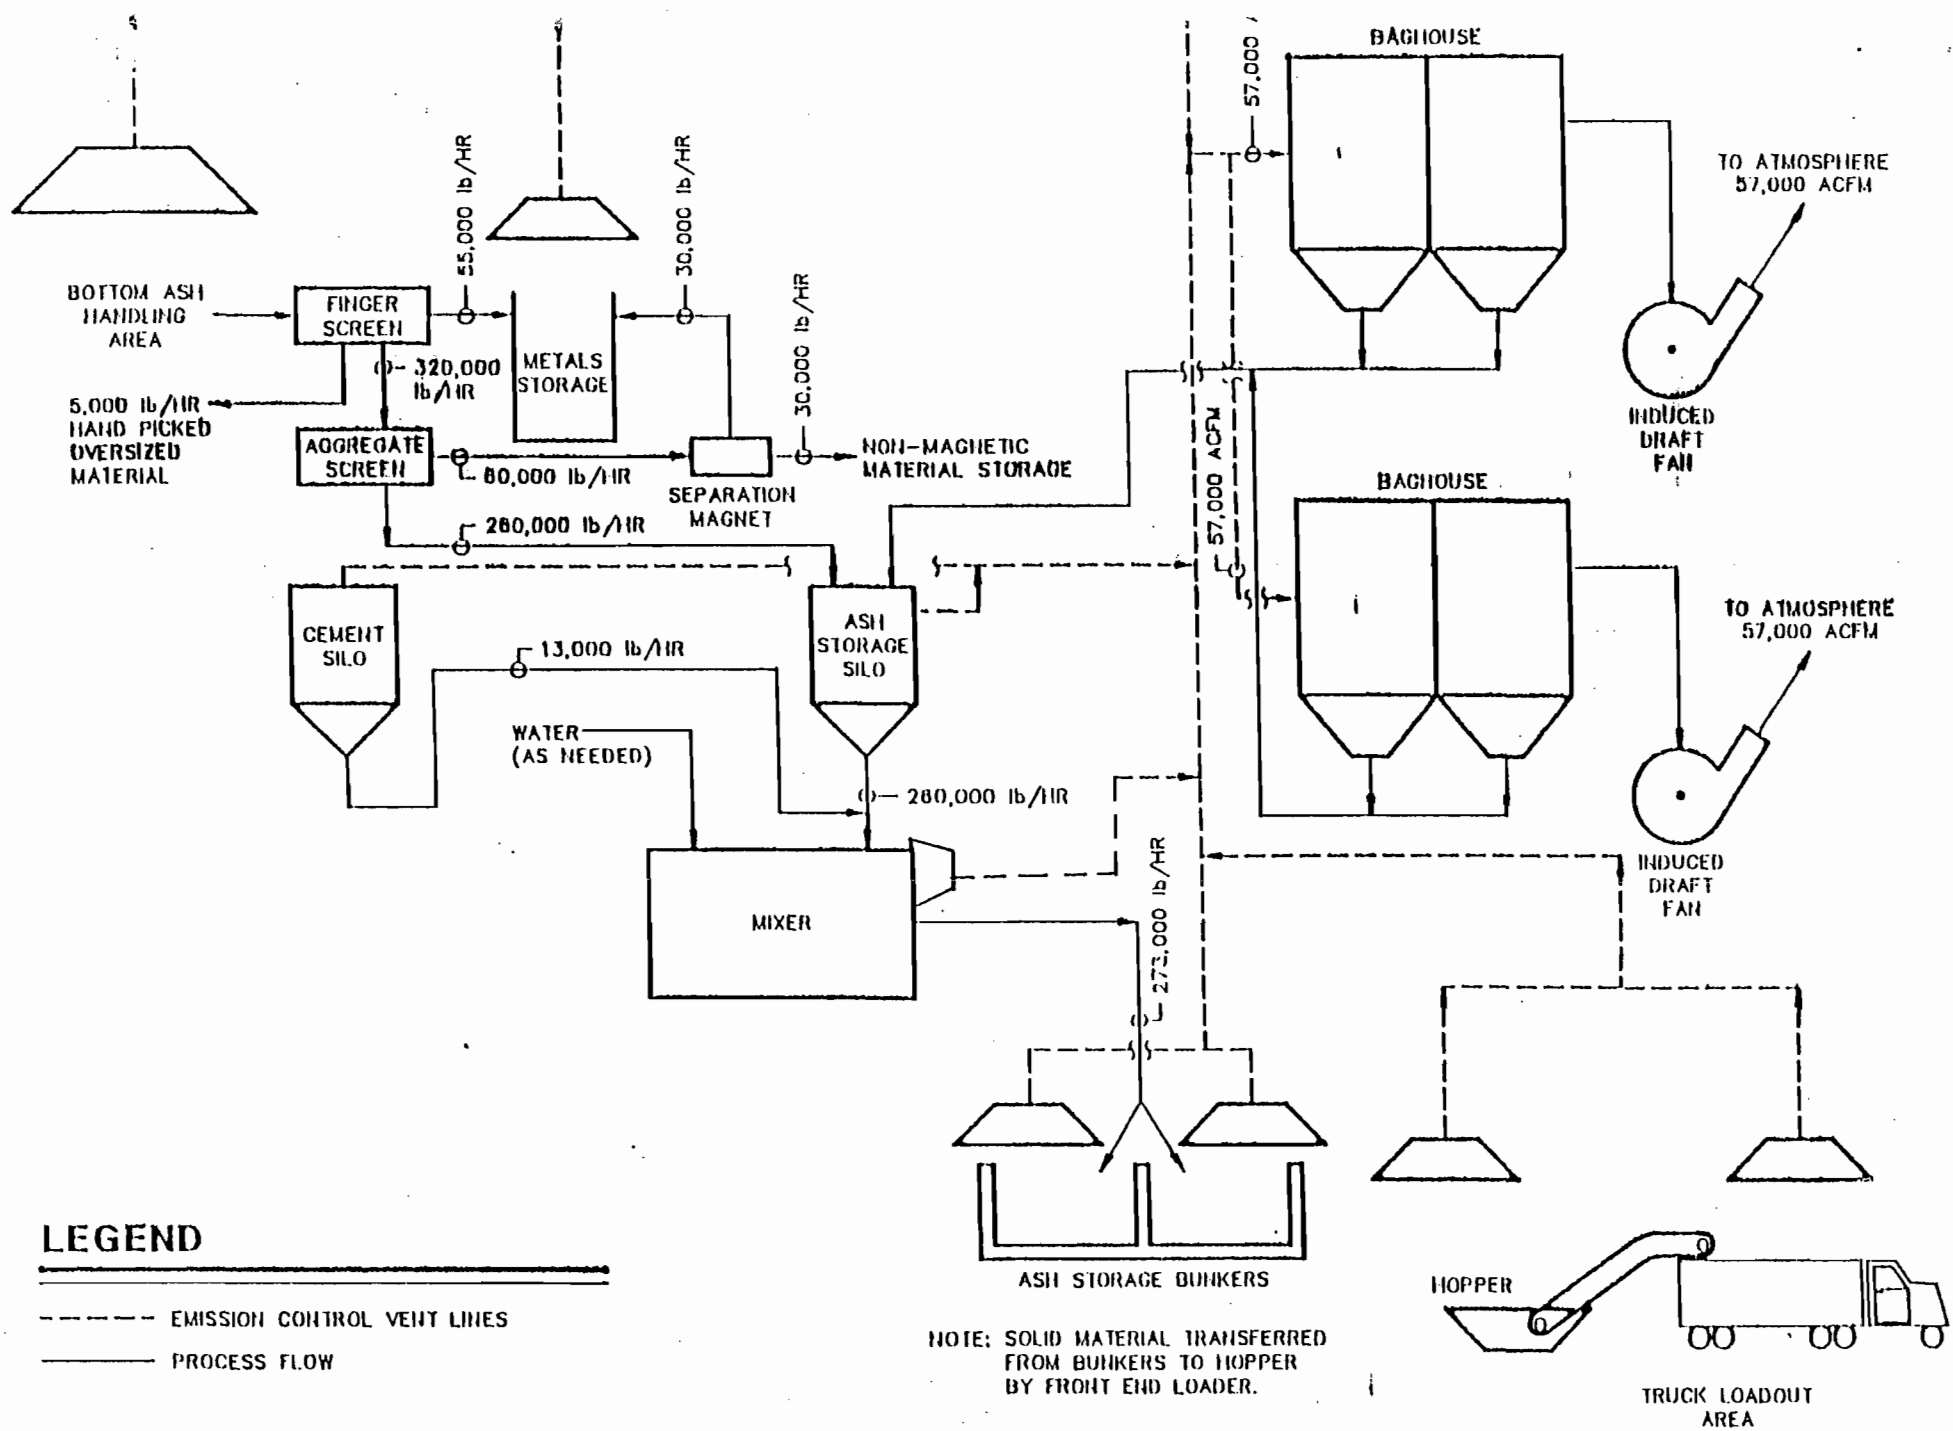 BAGHOUSE
57,000
TO ATMOSPHERE
57,000 ACFM
55,000 lb/HR
30,000 lb/HR
30,000 lb/HR
BOTTOM ASH
HANDLING
AREA
FINGER
SCREEN
METALS
STORAGE
320,000
lb/HR
5,000 lb/HR
HAND PICKED
OVERSIZED
MATERIAL
AGGREGATE
SCREEN
60,000 lb/HR
SEPARATION
MAGNET
NON-MAGNETIC
MATERIAL STORAGE
INDUCED
DRAFT
FAN
57,000 ACFM
BAGHOUSE
260,000 lb/HR
CEMENT
SILO
ASH
STORAGE
SILO
13,000 lb/HR
TO ATMOSPHERE
57,000 ACFM
WATER
(AS NEEDED)
260,000 lb/HR
MIXER
273,000 lb/HR
INDUCED
DRAFT
FAN
LEGEND
EMISSION CONTROL VENT LINES
PROCESS FLOW
ASH STORAGE BUNKERS
NOTE: SOLID MATERIAL TRANSFERRED
FROM BUNKERS TO HOPPER
BY FRONT END LOADER.
HOPPER
TRUCK LOADOUT
AREA